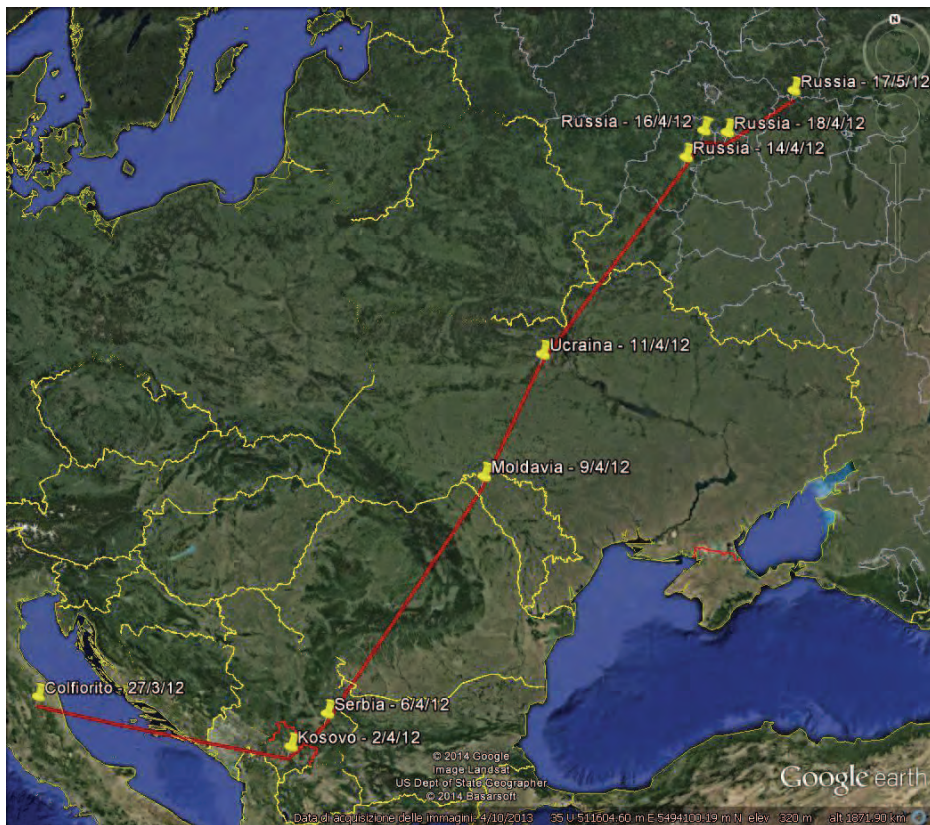 N
Russia - 17/5/12
Russia - 16/4/12
Russia - 18/4/12
Russia - 14/4/12
Ucraina - 11/4/12
Moldavia - 9/4/12
Colfiorito - 27/3/12
Serbia - 6/4/12
Kosovo - 2/4/12
© 2014 Google
Image Landsat
US Dept of State Geographer
© 2014 Basarsoft
Google earth
Data di acquisizione delle immagini: 4/10/2013 35 U 511604.60 m E 5494100.19 m N elev 320 m alt 1871.90 km